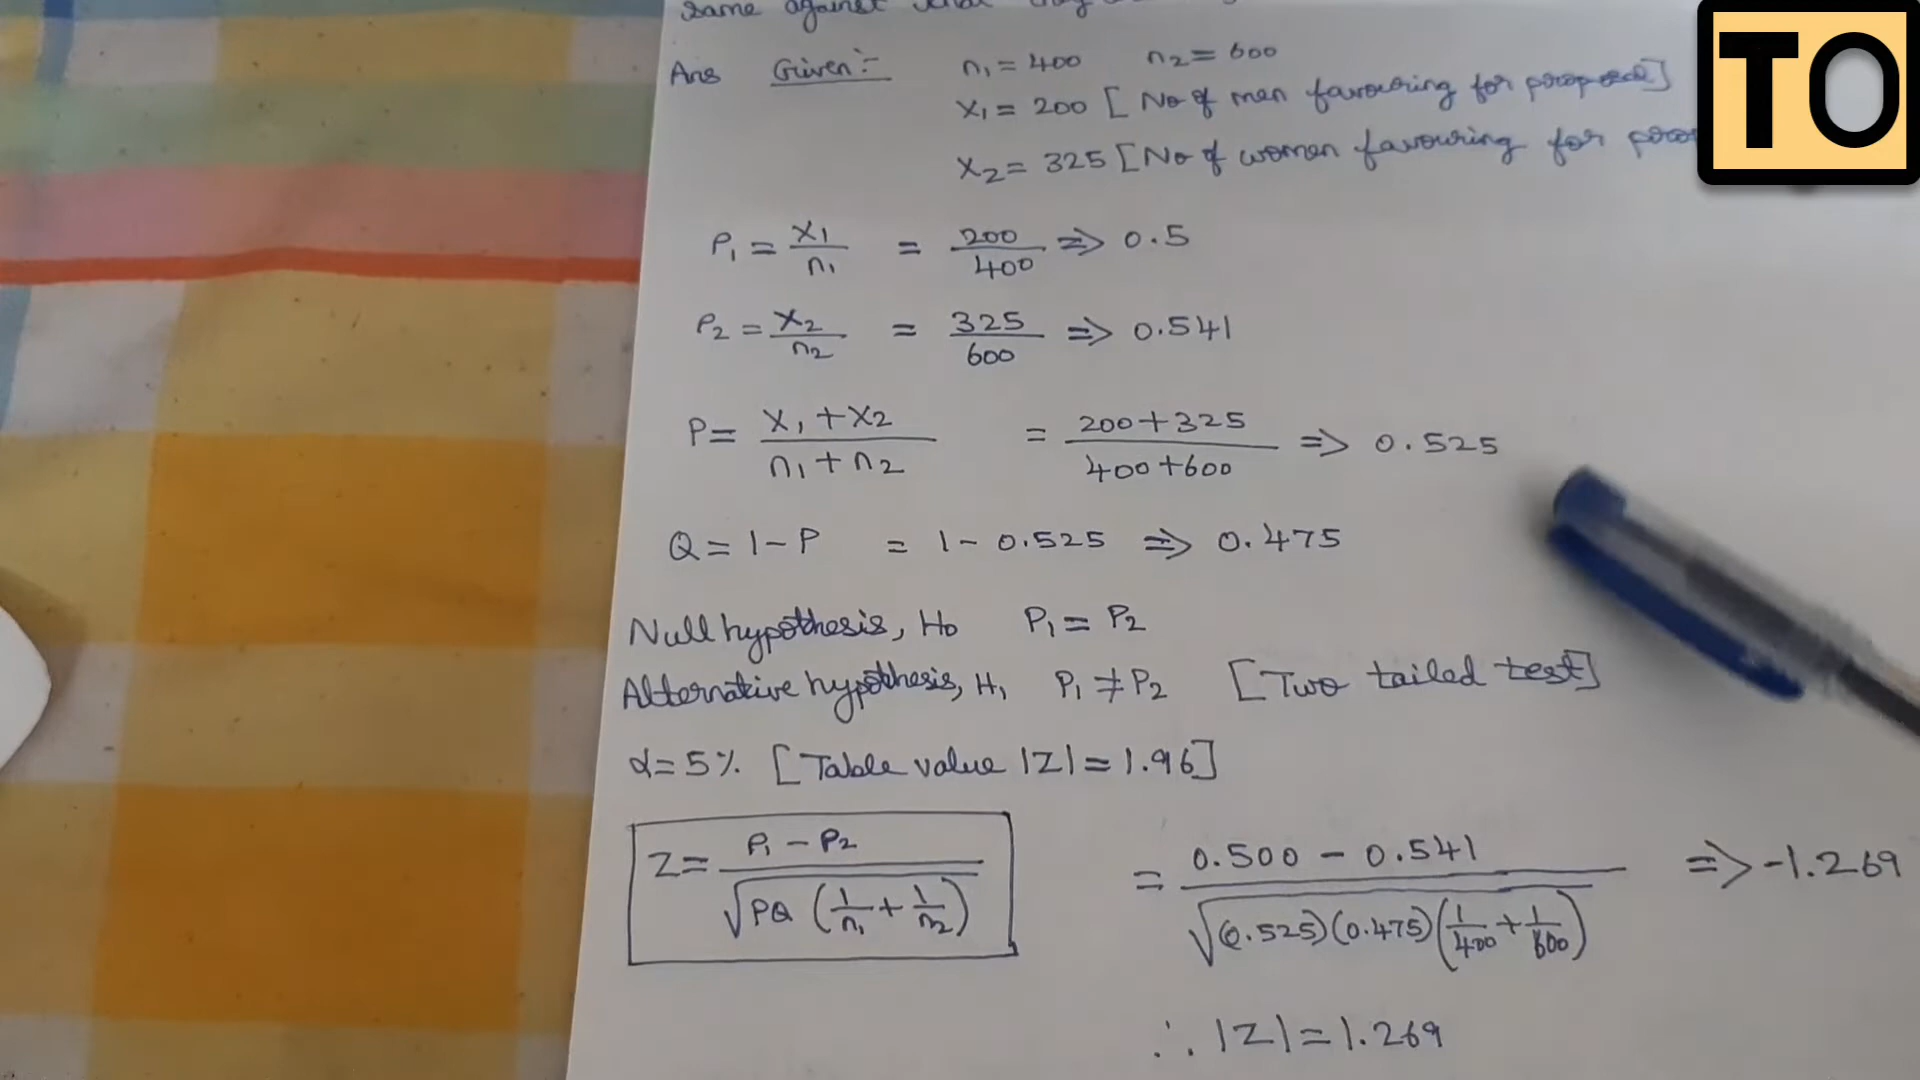 same against that they
TO
Ans Given:- n₁ = 400 n₂ = 600
x₁ = 200 [No of men favouring for proposal]
x₂ = 325 [No of women favouring for
P₁ = x₁/n₁ = 200/400 => 0.5
P₂ = x₂/n₂ = 325/600 => 0.541
P = x₁ + x₂ / n₁ + n₂ = 200+325 / 400+600 => 0.525
Q = 1 - P = 1 - 0.525 => 0.475
Null hypothesis, H₀ P₁ = P₂
Alternative hypothesis, H₁ P₁ ≠ P₂ [Two tailed test]
α = 5% [Table value |Z| = 1.96]
Z = P₁ - P₂ / √PQ (1/n₁ + 1/n₂) = 0.500 - 0.541 / √(0.525)(0.475)(1/400 + 1/600) => -1.269
∴ |Z| = 1.269